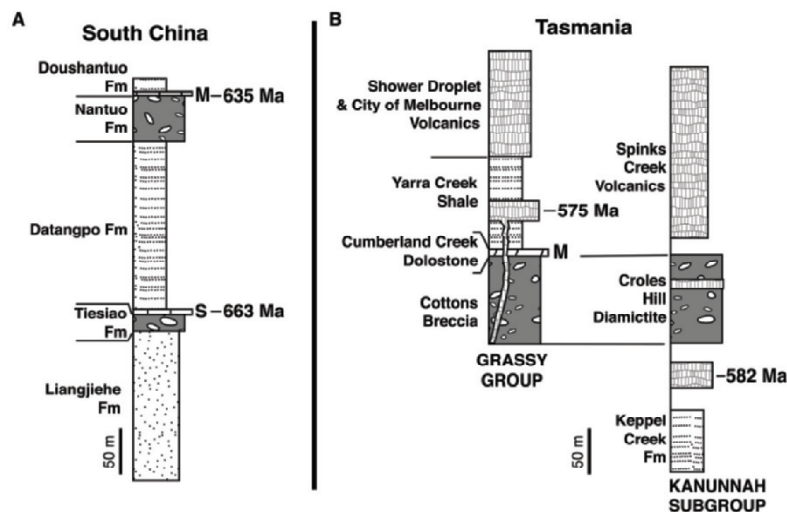 A
South China
Doushantuo
Fm
M–635 Ma
Nantuo
Fm
Datangpo Fm
Tiesiao
Fm
S–663 Ma
Liangjiehe
Fm
50 m
B
Tasmania
Shower Droplet
& City of Melbourne
Volcanics
Yarra Creek
Shale
–575 Ma
Cumberland Creek
Dolostone
M
Cottons
Breccia
GRASSY
GROUP
Spinks
Creek
Volcanics
Croles
Hill
Diamictite
–582 Ma
Keppel
Creek
Fm
50 m
KANUNNAH
SUBGROUP